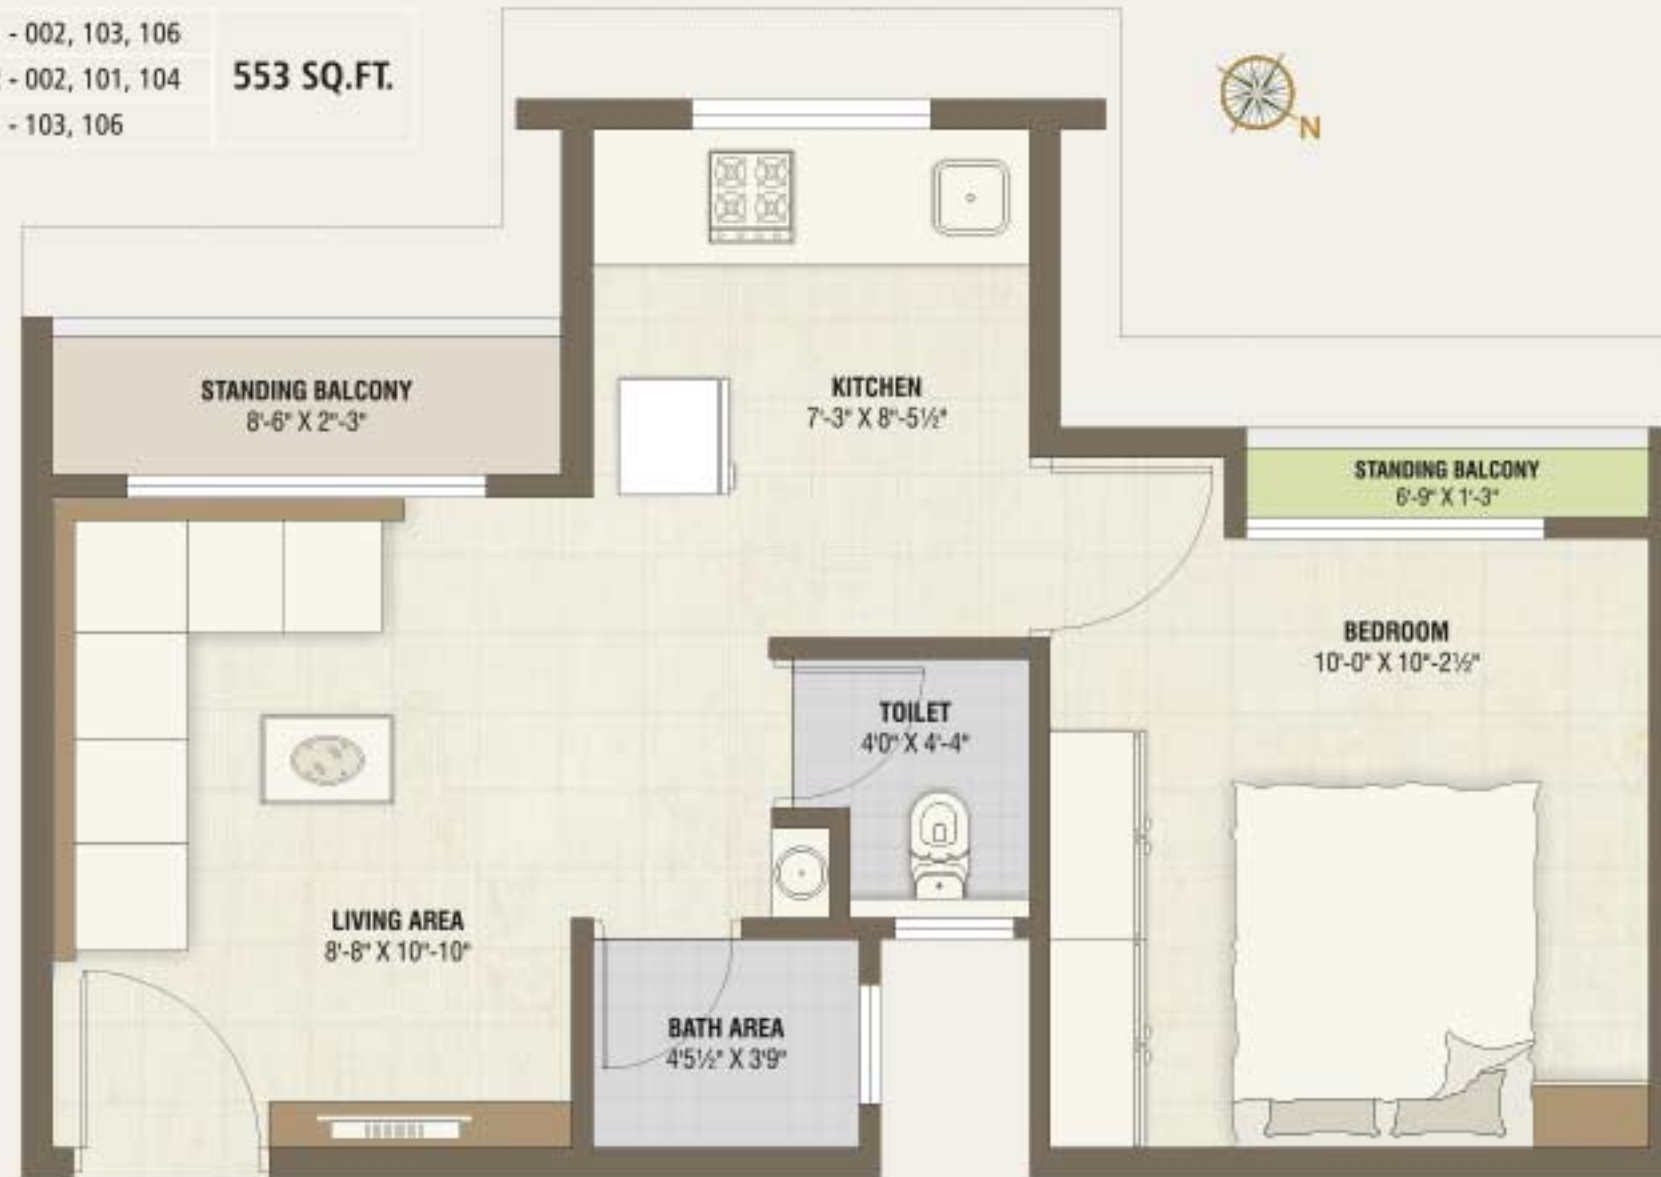 - 002, 103, 106
- 002, 101, 104
- 103, 106
553 SQ.FT.
N
STANDING BALCONY
8'-6" X 2"-3"
KITCHEN
7'-3" X 8"-5½"
STANDING BALCONY
6'-9" X 1'-3"
BEDROOM
10'-0" X 10"-2½"
TOILET
4'0" X 4'-4"
LIVING AREA
8'-8" X 10"-10"
BATH AREA
4'5½" X 3'9"